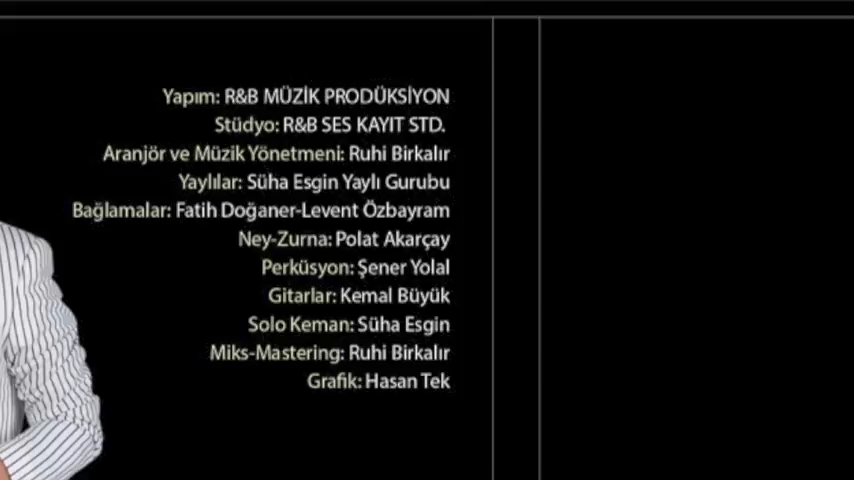 Yapım: R&B MÜZİK PRODÜKSİYON
Stüdyo: R&B SES KAYIT STD.
Aranjör ve Müzik Yönetmeni: Ruhi Birkalır
Yaylılar: Süha Esgin Yaylı Gurubu
Bağlamalar: Fatih Doğaner-Levent Özbayram
Ney-Zurna: Polat Akarçay
Perküsyon: Şener Yolal
Gitarlar: Kemal Büyük
Solo Keman: Süha Esgin
Miks-Mastering: Ruhi Birkalır
Grafik: Hasan Tek